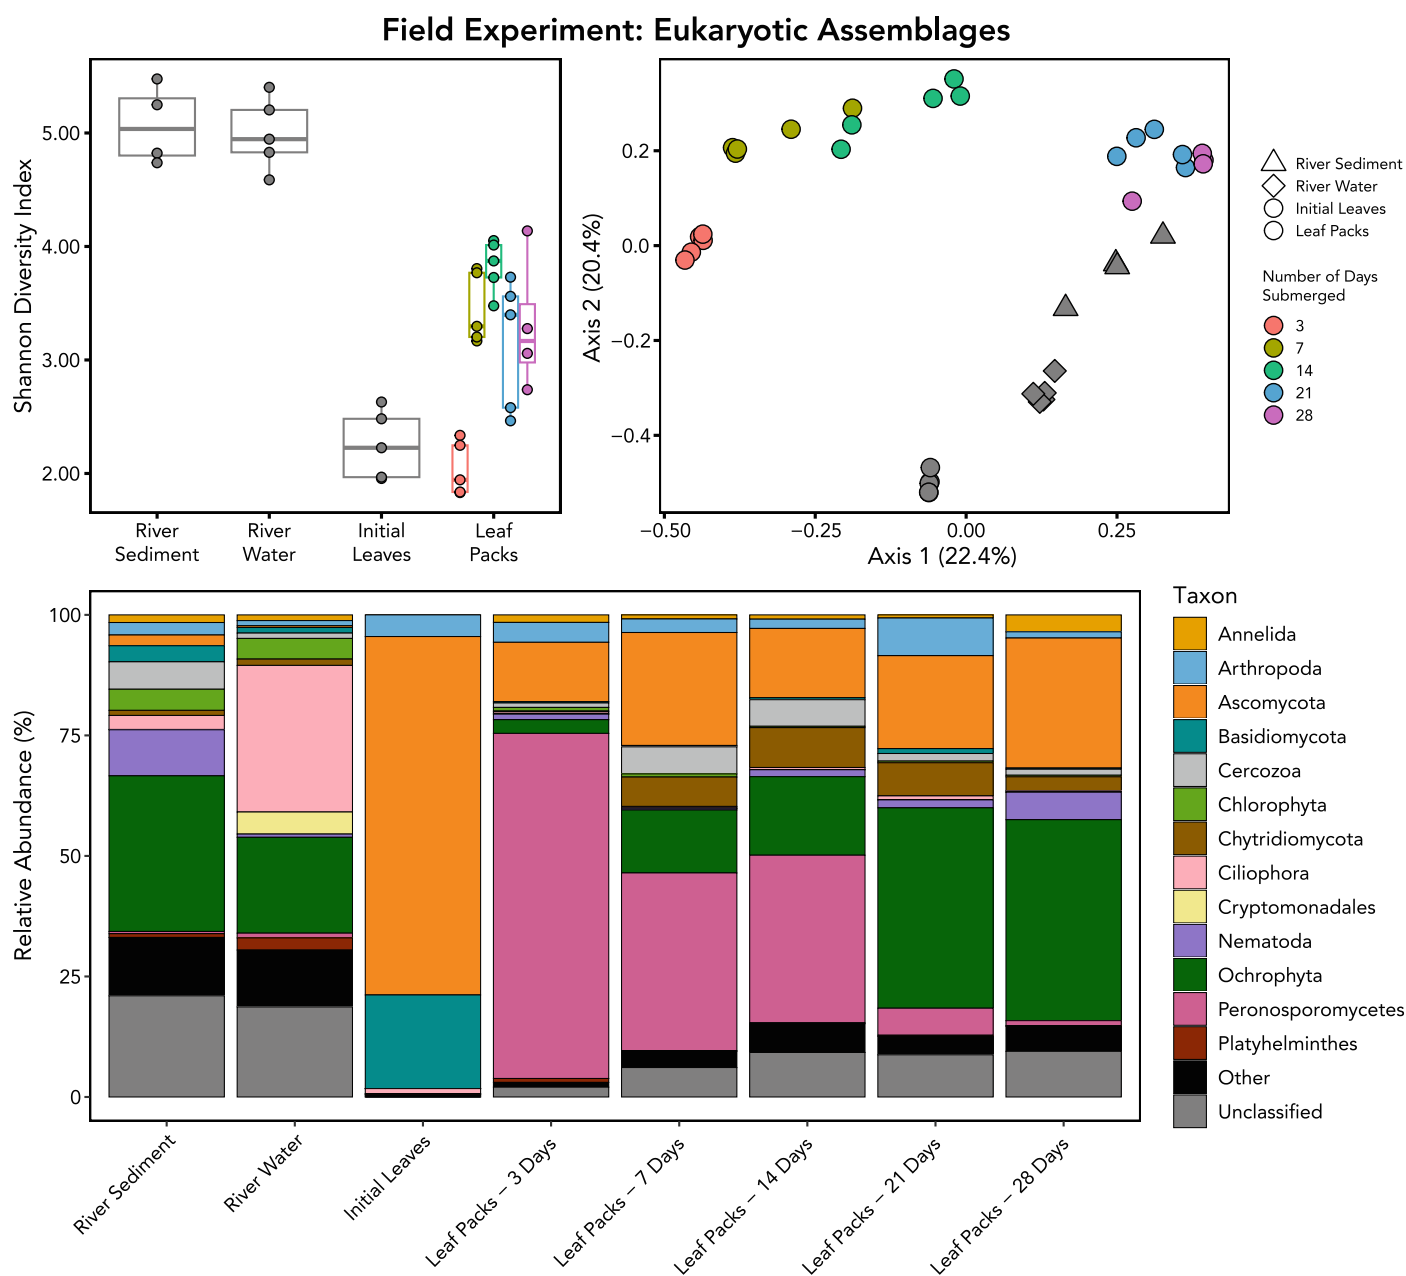 Field Experiment: Eukaryotic Assemblages
Shannon Diversity Index
5.00
4.00
3.00
2.00
River
Sediment
River
Water
Initial
Leaves
Leaf
Packs
Axis 2 (20.4%)
0.2
0.0
−0.2
−0.4
−0.50
−0.25
0.00
0.25
Axis 1 (22.4%)
River Sediment
River Water
Initial Leaves
Leaf Packs
Number of Days
Submerged
3
7
14
21
28
Relative Abundance (%)
100
75
50
25
0
River Sediment
River Water
Initial Leaves
Leaf Packs − 3 Days
Leaf Packs − 7 Days
Leaf Packs − 14 Days
Leaf Packs − 21 Days
Leaf Packs − 28 Days
Taxon
Annelida
Arthropoda
Ascomycota
Basidiomycota
Cercozoa
Chlorophyta
Chytridiomycota
Ciliophora
Cryptomonadales
Nematoda
Ochrophyta
Peronosporomycetes
Platyhelminthes
Other
Unclassified